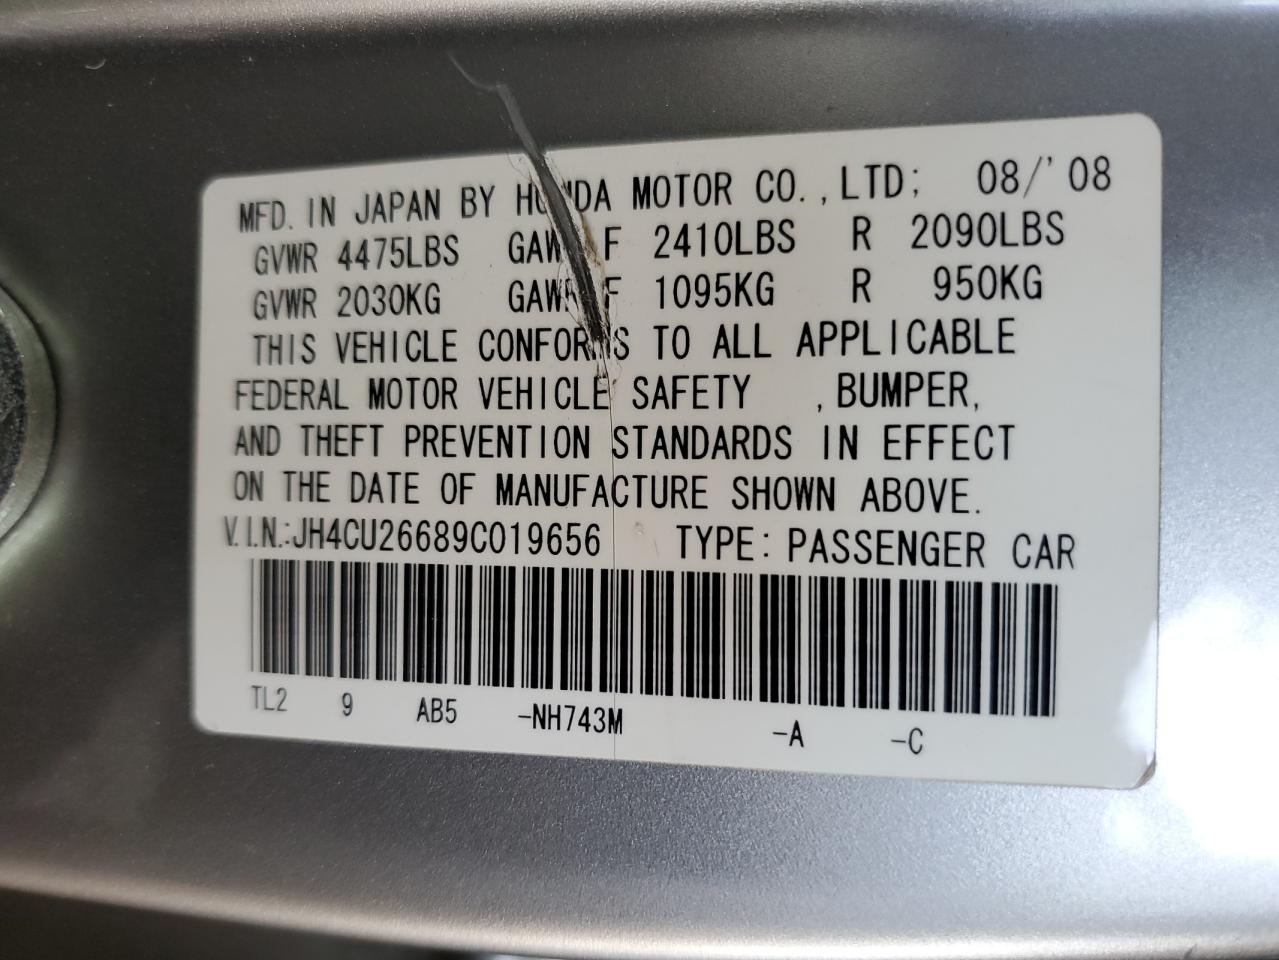 MFD. IN JAPAN BY HONDA MOTOR CO.,LTD; 08/'08
GVWR 4475LBS GAWR F 2410LBS R 2090LBS
GVWR 2030KG GAWR F 1095KG R 950KG
THIS VEHICLE CONFORMS TO ALL APPLICABLE
FEDERAL MOTOR VEHICLE SAFETY ,BUMPER,
AND THEFT PREVENTION STANDARDS IN EFFECT
ON THE DATE OF MANUFACTURE SHOWN ABOVE.
V.I.N.:JH4CU26689C019656 TYPE:PASSENGER CAR
TL2 9 AB5 -NH743M -A -C